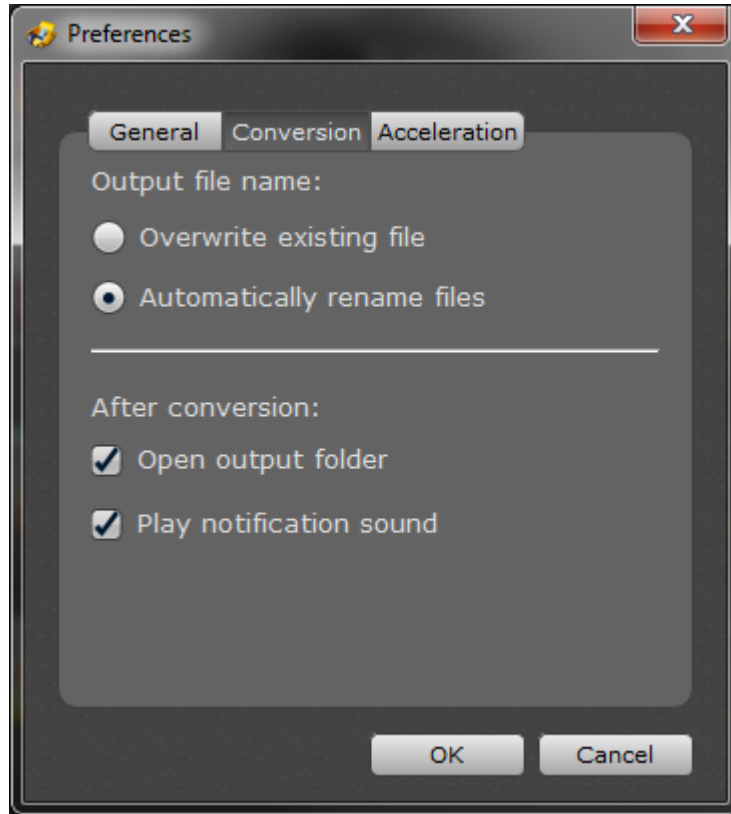 Preferences
General Conversion Acceleration
Output file name:
Overwrite existing file
Automatically rename files
After conversion:
Open output folder
Play notification sound
OK Cancel